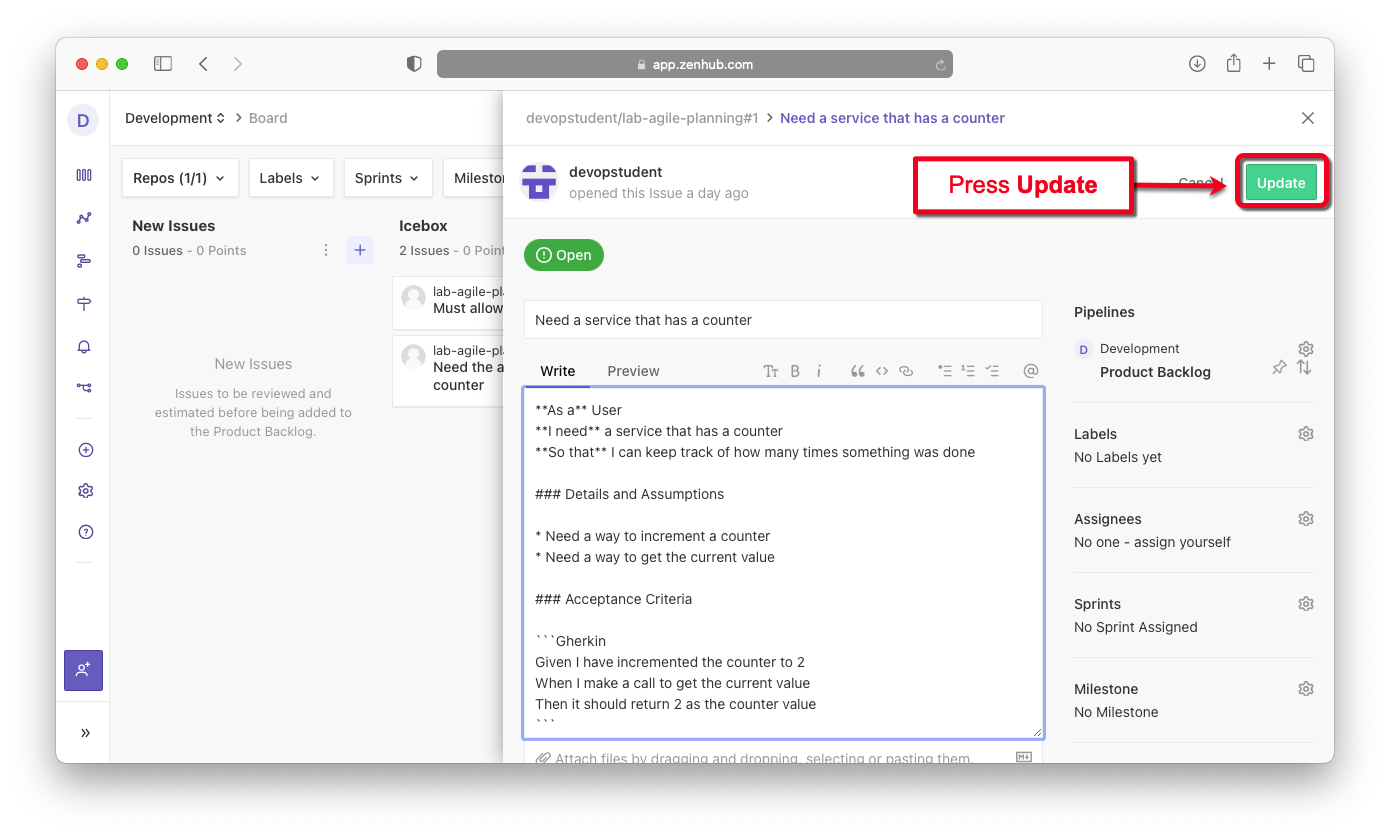 app.zenhub.com
D
Development > Board
Repos (1/1)
Labels
Sprints
New Issues
0 Issues - 0 Points
Icebox
2 Issues - 0 Point
New Issues
Issues to be reviewed and
estimated before being added to
the Product Backlog.
lab-agile-pl
Must allow
lab-agile-pl
Need the a
counter
devopstudent/lab-agile-planning#1 > Need a service that has a counter
devopstudent
opened this Issue a day ago
Press Update
Cancel
Update
Open
Need a service that has a counter
Write
Preview
**As a** User
**I need** a service that has a counter
**So that** I can keep track of how many times something was done
### Details and Assumptions
* Need a way to increment a counter
* Need a way to get the current value
### Acceptance Criteria
```Gherkin
Given I have incremented the counter to 2
When I make a call to get the current value
Then it should return 2 as the counter value
```
Attach files by dragging and dropping, selecting or pasting them.
Pipelines
D Development
Product Backlog
Labels
No Labels yet
Assignees
No one - assign yourself
Sprints
No Sprint Assigned
Milestone
No Milestone